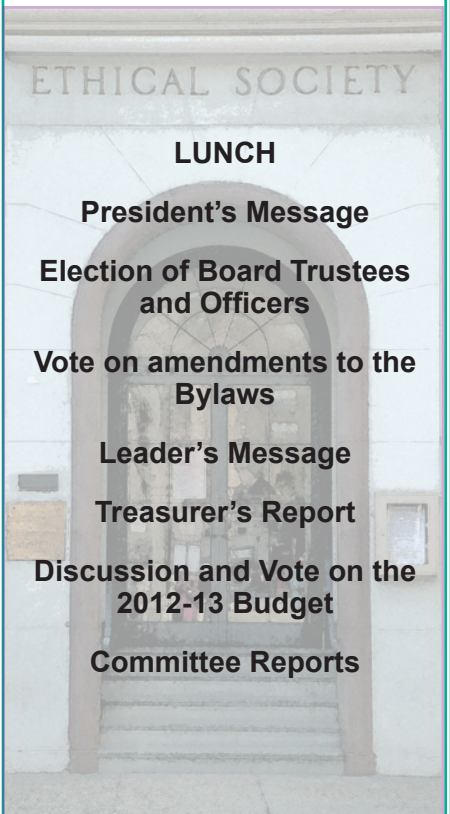 ETHICAL SOCIETY
LUNCH
President’s Message
Election of Board Trustees
and Officers
Vote on amendments to the
Bylaws
Leader’s Message
Treasurer’s Report
Discussion and Vote on the
2012-13 Budget
Committee Reports